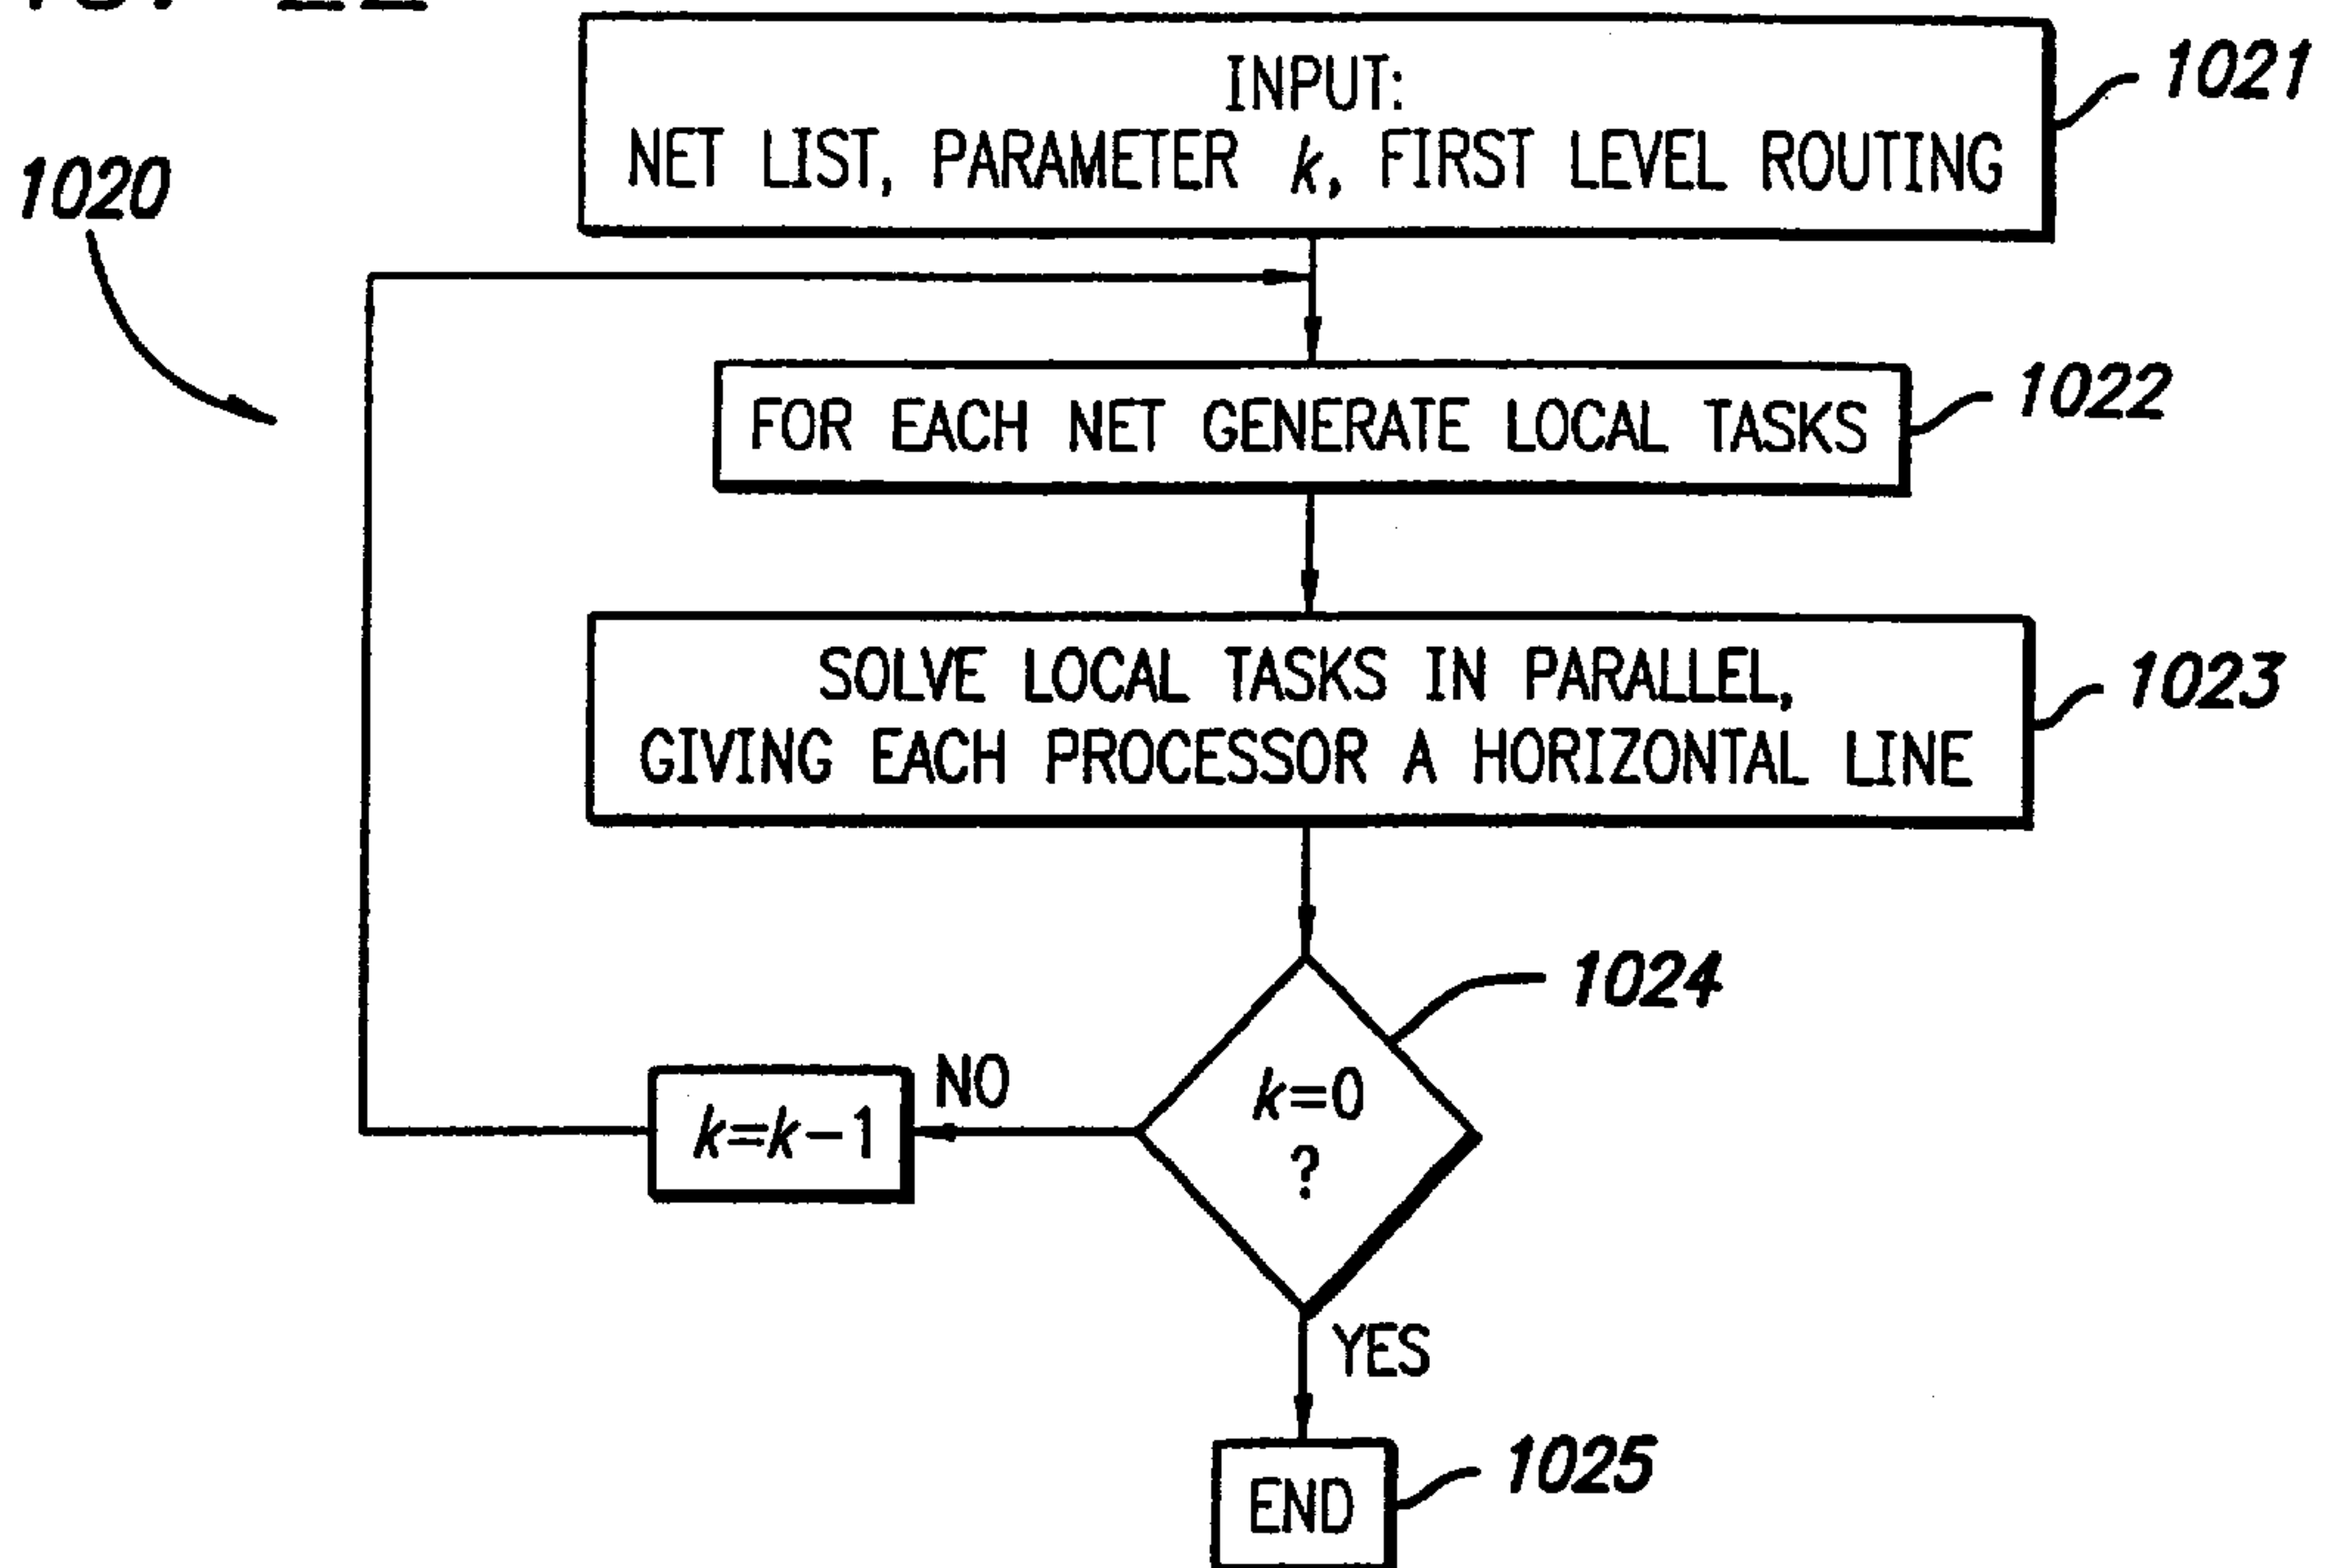 INPUT:
NET LIST, PARAMETER k, FIRST LEVEL ROUTING
1021
1020
FOR EACH NET GENERATE LOCAL TASKS
1022
SOLVE LOCAL TASKS IN PARALLEL,
GIVING EACH PROCESSOR A HORIZONTAL LINE
1023
1024
k=0
?
NO
k=k-1
YES
END
1025